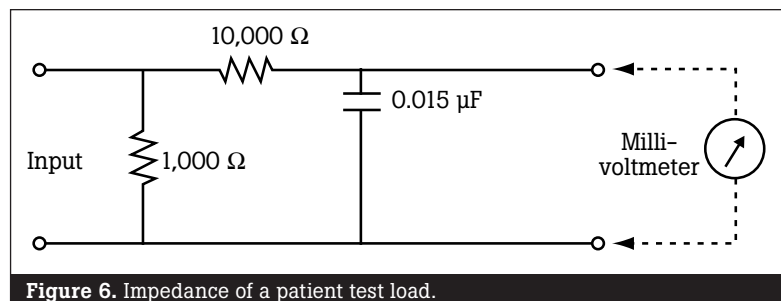 10,000 Ω
0.015 µF
Input
1,000 Ω
Milli-
voltmeter
Figure 6. Impedance of a patient test load.